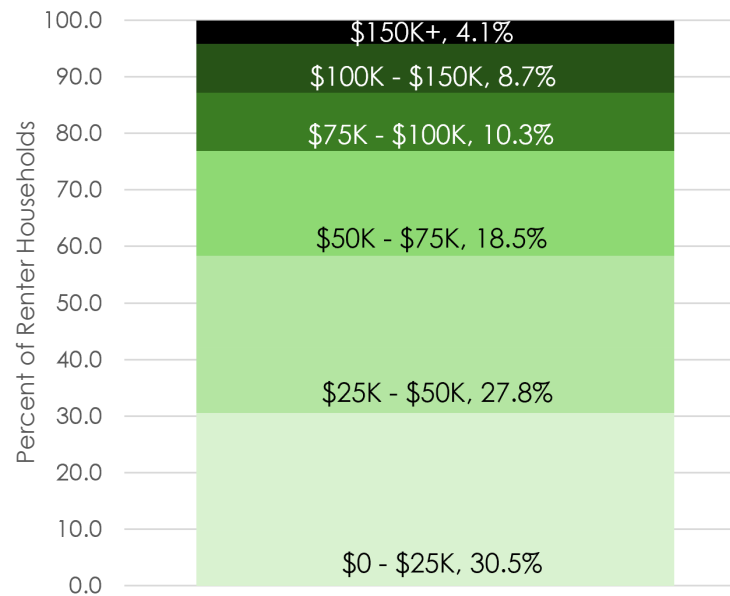 Percent of Renter Households
100.0
90.0
80.0
70.0
60.0
50.0
40.0
30.0
20.0
10.0
0.0
$150K+, 4.1%
$100K - $150K, 8.7%
$75K - $100K, 10.3%
$50K - $75K, 18.5%
$25K - $50K, 27.8%
$0 - $25K, 30.5%